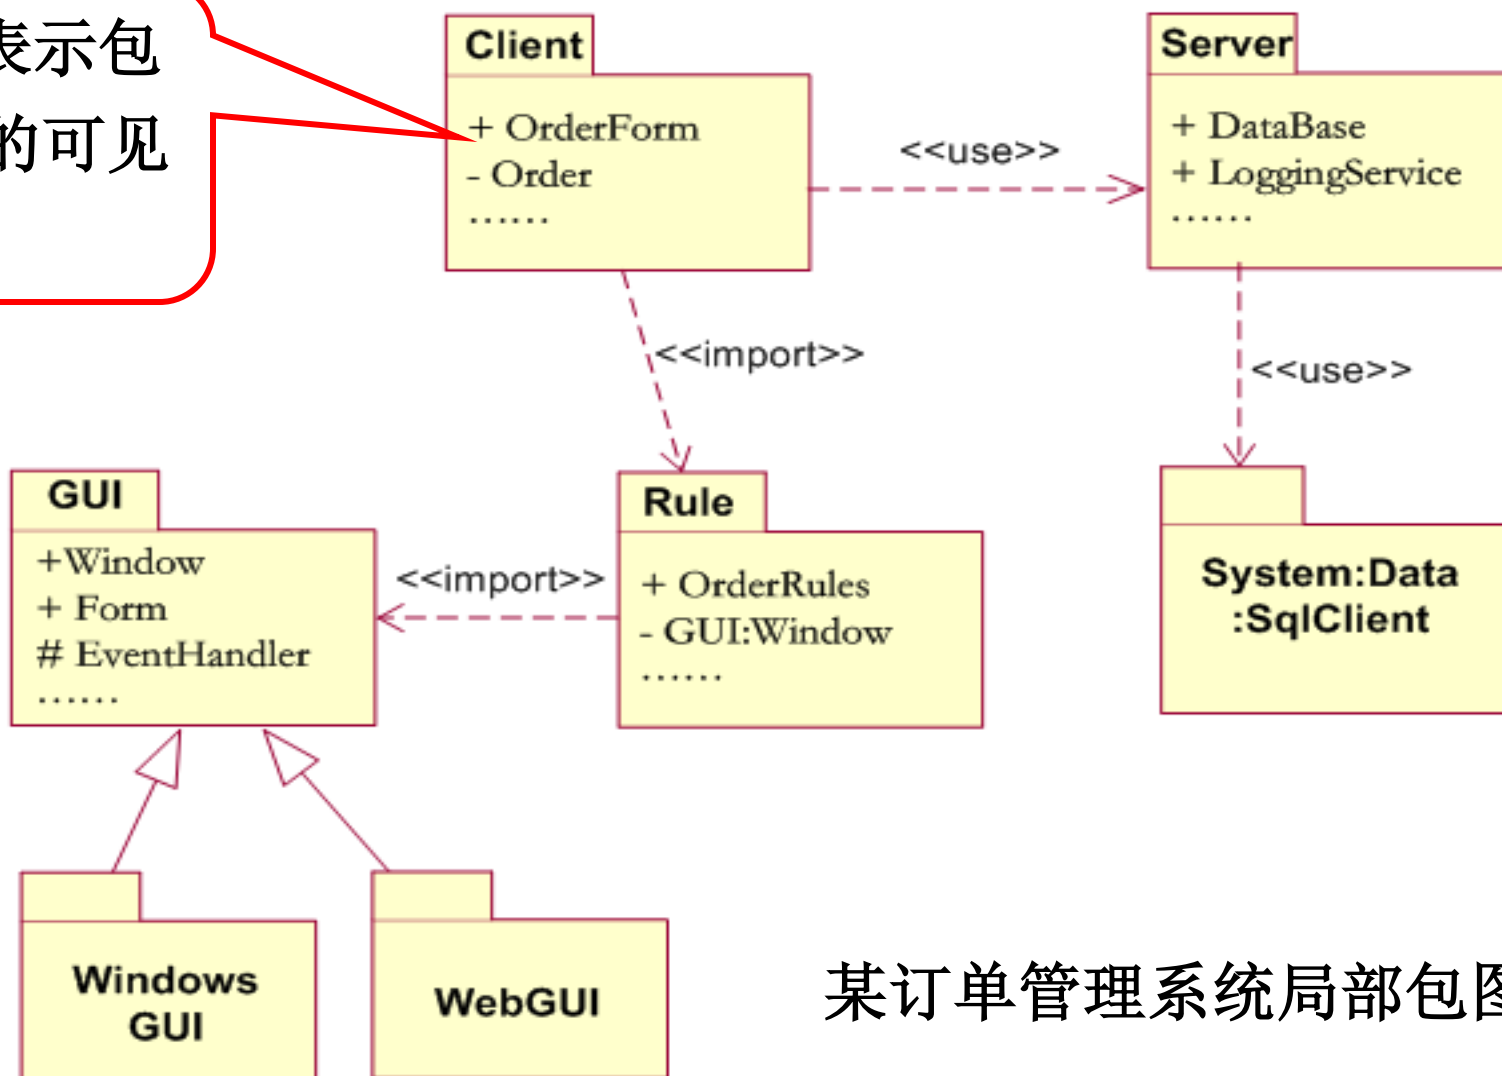 表示包
的可见
Client
+ OrderForm
- Order
......
<<use>>
Server
+ DataBase
+ LoggingService
......
<<import>>
<<use>>
GUI
+Window
+ Form
# EventHandler
......
<<import>>
Rule
+ OrderRules
- GUI:Window
......
System:Data
:SqlClient
Windows
GUI
WebGUI
某订单管理系统局部包图